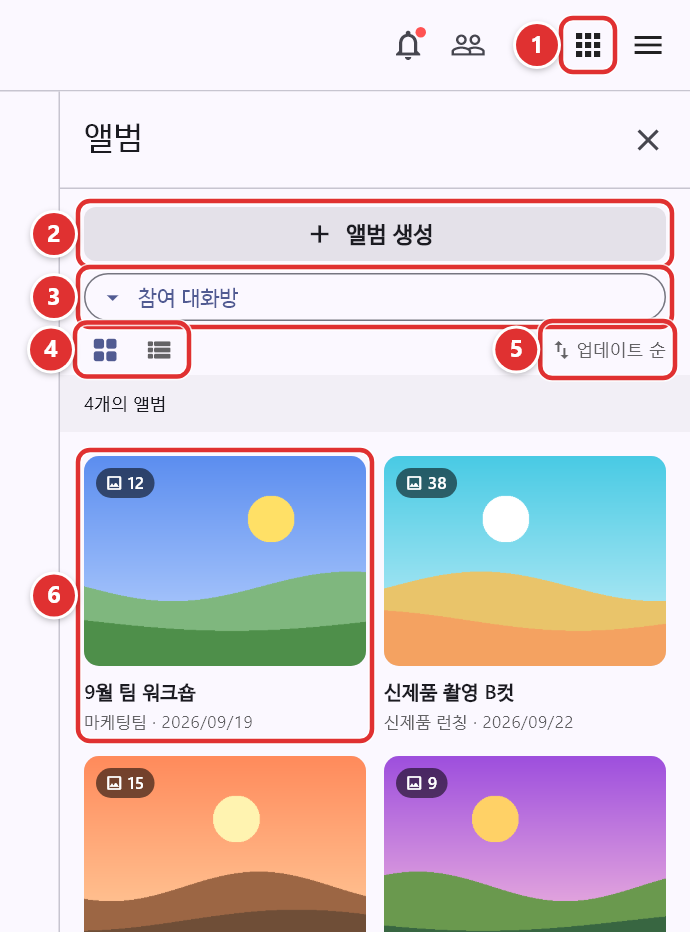 1
앨범
2
+ 앨범 생성
3
참여 대화방
4
5
업데이트 순
4개의 앨범
6
12
38
9월 팀 워크숍
마케팅팀 · 2026/09/19
신제품 촬영 B컷
신제품 런칭 · 2026/09/22
15
9